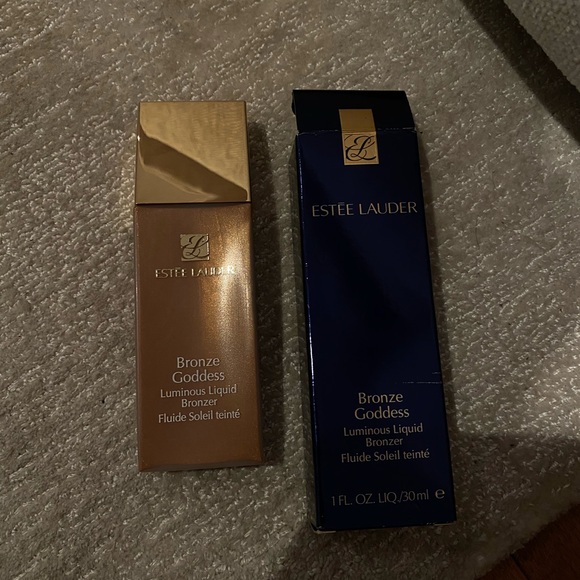 ESTĒE LAUDER
Bronze
Goddess
Luminous Liquid
Bronzer
Fluide Soleil teinté
ESTĒE LAUDER
Bronze
Goddess
Luminous Liquid
Bronzer
Fluide Soleil teinté
1 FL. OZ. LIQ./30 ml ℮